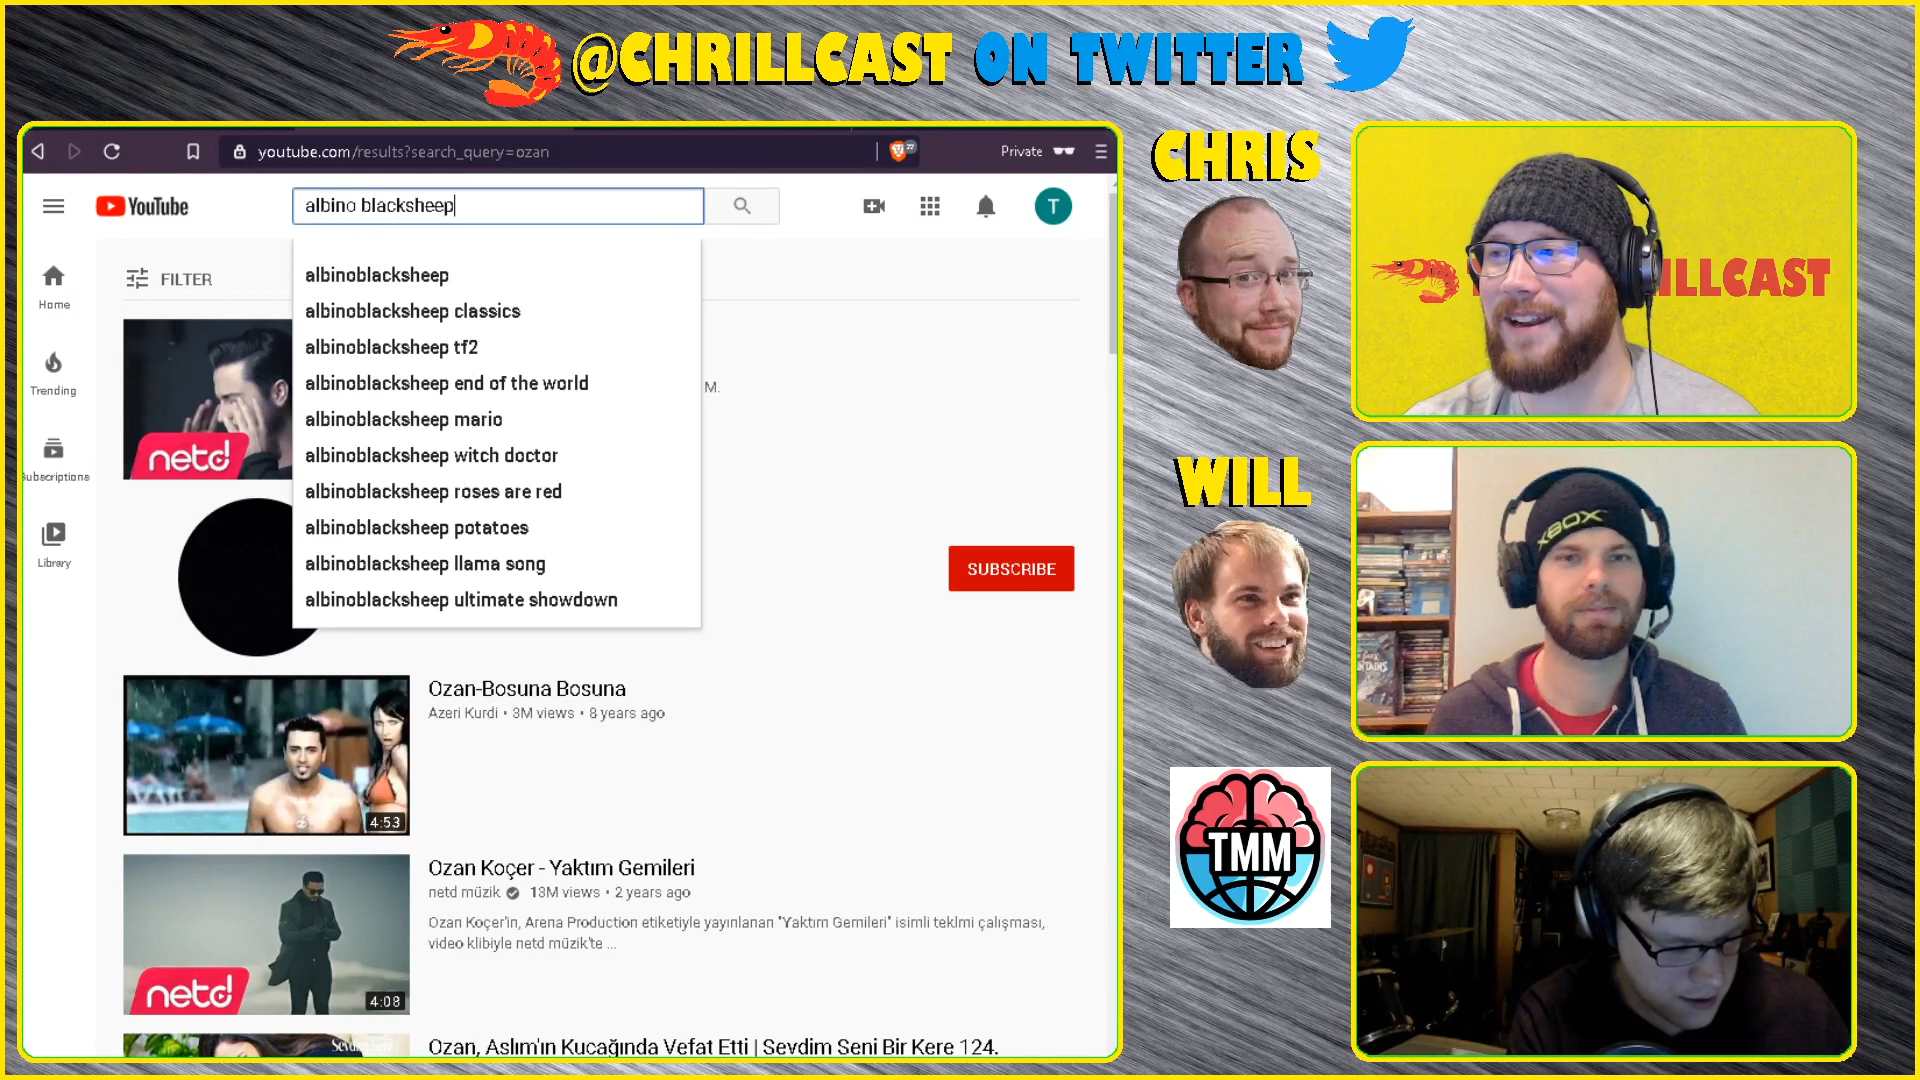 @CHRILLCAST ON TWITTER
youtube.com/results?search_query=ozan
Private
YouTube
albino blacksheep
T
albinoblacksheep
albinoblacksheep classics
albinoblacksheep tf2
albinoblacksheep end of the world
albinoblacksheep mario
albinoblacksheep witch doctor
albinoblacksheep roses are red
albinoblacksheep potatoes
albinoblacksheep llama song
albinoblacksheep ultimate showdown
FILTER
Home
Trending
Subscriptions
Library
M.
netd
SUBSCRIBE
Ozan-Bosuna Bosuna
Azeri Kurdi • 3M views • 8 years ago
4:53
Ozan Koçer - Yaktım Gemileri
netd müzik 13M views • 2 years ago
Ozan Koçer'in, Arena Production etiketiyle yayınlanan "Yaktım Gemileri" isimli teklmi çalışması,
video klibiyle netd müzik'te ...
netd
4:08
Ozan, Aslım'ın Kucağında Vefat Etti | Sevdim Seni Bir Kere 124.
CHRIS
ILLCAST
WILL
XBOX
TMM